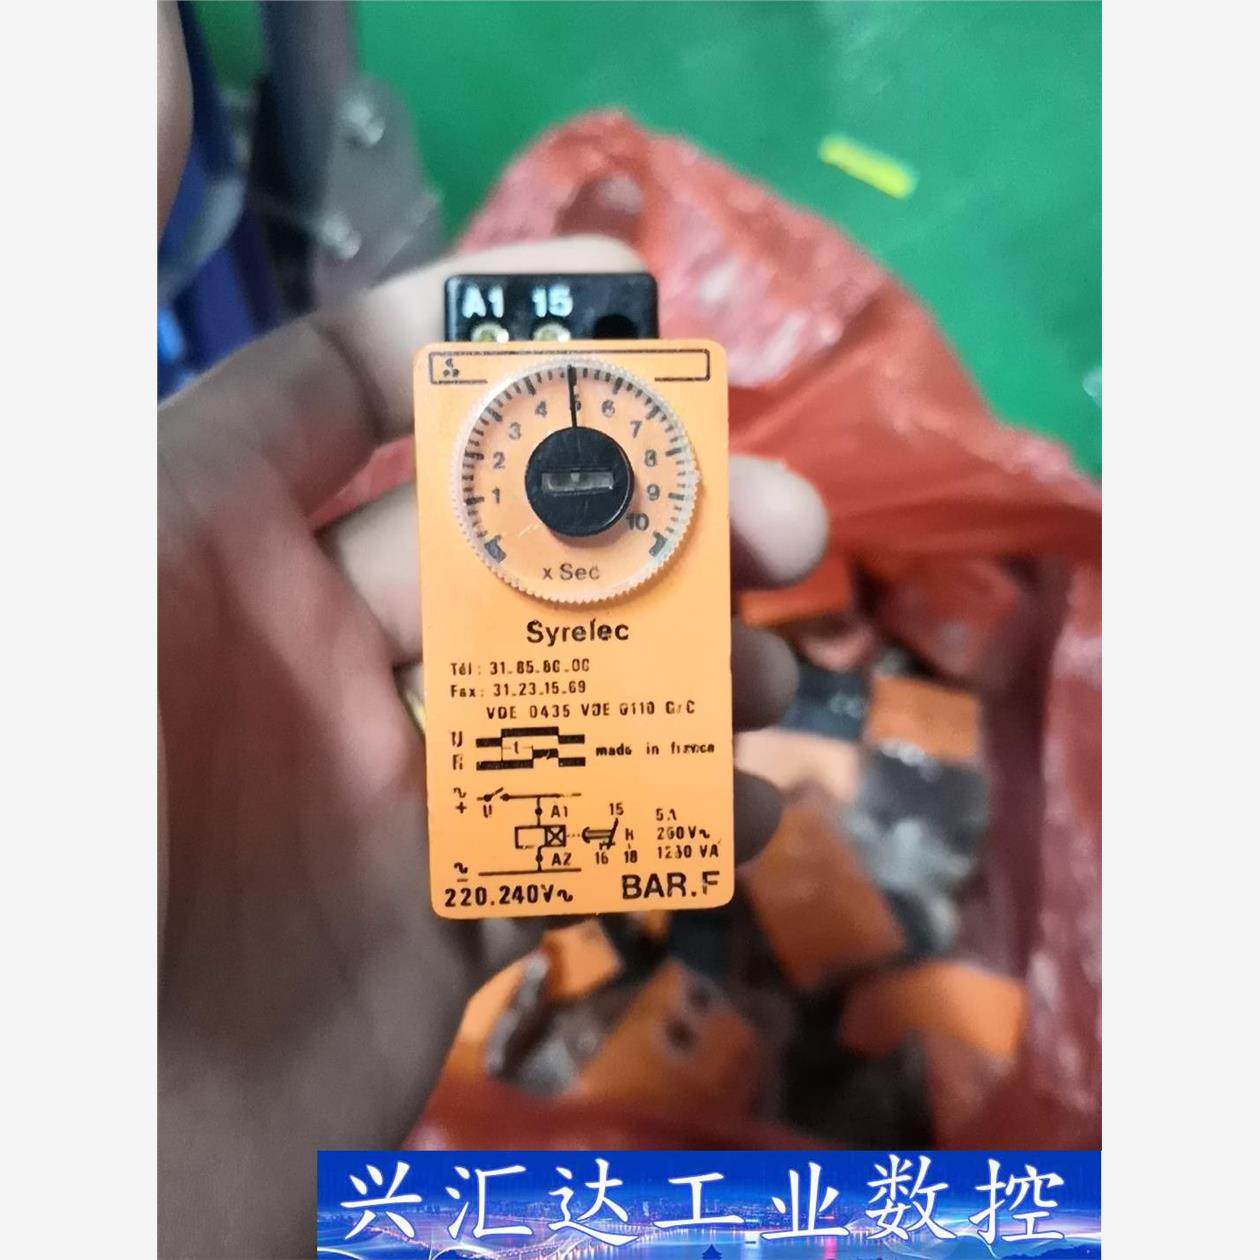 A1 15
1 2 3 4 5 6 7 8 9 10
x Sec
Syrelec
Tél : 31.85.80.00
Fax : 31.23.15.69
VDE 0435 VDE 0110 Gr C
U
R
t
made in france
~
+
U
A1
15
5A
R
250V~
A2
16 18
1250 VA
~
220.240V~
BAR.F
兴汇达工业数控